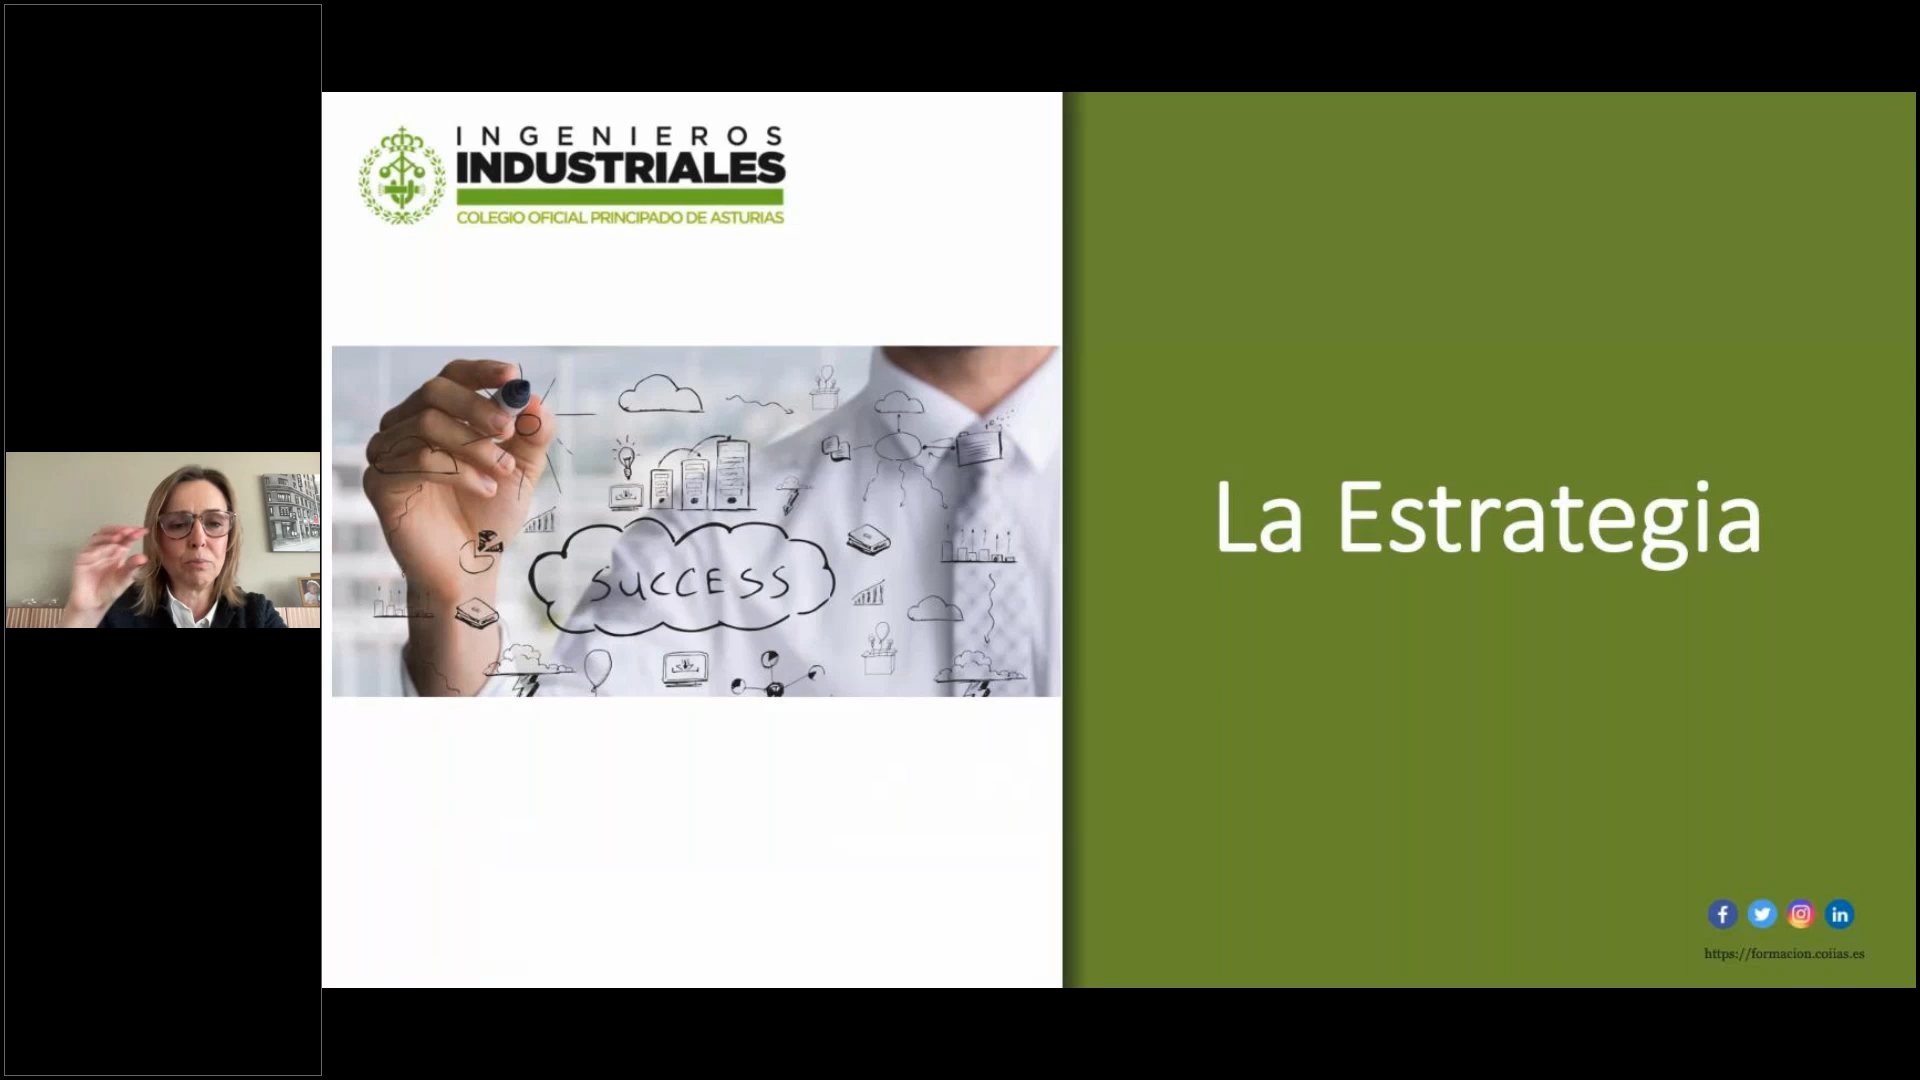 INGENIEROS
INDUSTRIALES
COLEGIO OFICIAL PRINCIPADO DE ASTURIAS
SUCCESS
La Estrategia
https://formacion.coiias.es